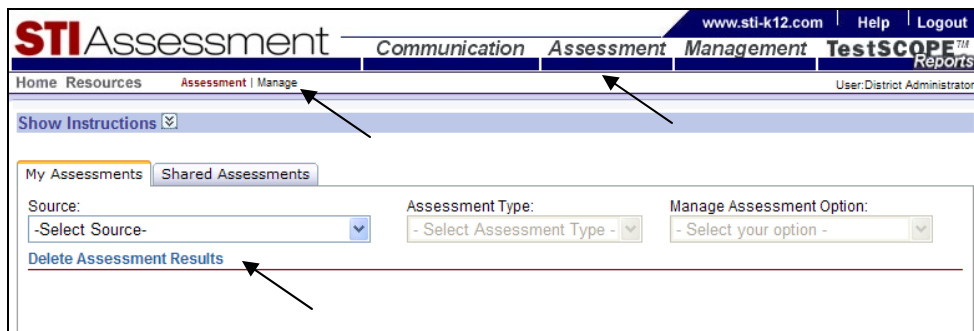 www.sti-k12.com Help Logout
STIAssessment Communication Assessment Management TestSCOPE™
Reports
Home Resources Assessment | Manage User:District Administrator
Show Instructions
My Assessments Shared Assessments
Source: Assessment Type: Manage Assessment Option:
-Select Source- - Select Assessment Type - - Select your option -
Delete Assessment Results